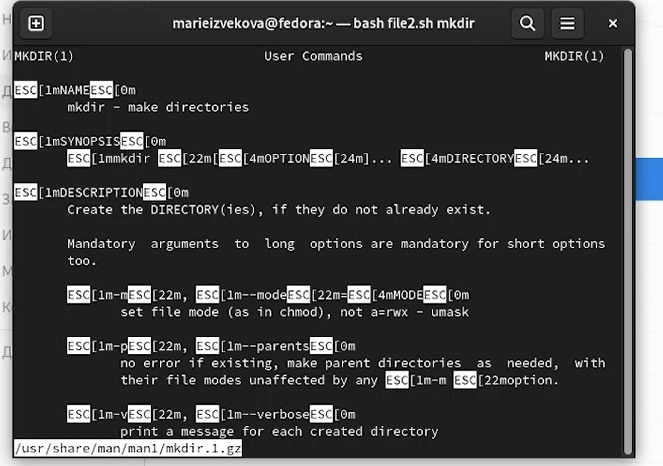 marieizvekova@fedora:~ — bash file2.sh mkdir
MKDIR(1) User Commands MKDIR(1)
ESC[1mNAMEESC[0m
mkdir - make directories
ESC[1mSYNOPSISESC[0m
ESC[1mmkdir ESC[22m[ESC[4mOPTIONESC[24m]... ESC[4mDIRECTORYESC[24m...
ESC[1mDESCRIPTIONESC[0m
Create the DIRECTORY(ies), if they do not already exist.
Mandatory arguments to long options are mandatory for short options
too.
ESC[1m-mESC[22m, ESC[1m--modeESC[22m=ESC[4mMODEESC[0m
set file mode (as in chmod), not a=rwx - umask
ESC[1m-pESC[22m, ESC[1m--parentsESC[0m
no error if existing, make parent directories as needed, with
their file modes unaffected by any ESC[1m-m ESC[22moption.
ESC[1m-vESC[22m, ESC[1m--verboseESC[0m
print a message for each created directory
/usr/share/man/man1/mkdir.1.gz